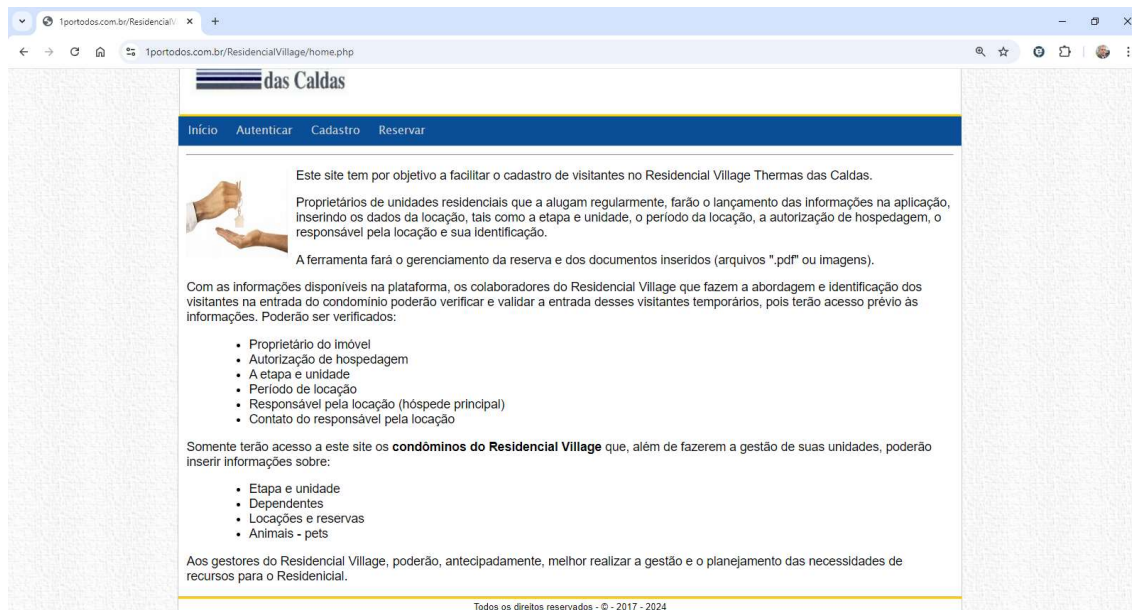 1portodos.com.br/ResidencialVi
1portodos.com.br/ResidencialVillage/home.php
das Caldas
Início Autenticar Cadastro Reservar
Este site tem por objetivo a facilitar o cadastro de visitantes no Residencial Village Thermas das Caldas.
Proprietários de unidades residenciais que a alugam regularmente, farão o lançamento das informações na aplicação,
inserindo os dados da locação, tais como a etapa e unidade, o período da locação, a autorização de hospedagem, o
responsável pela locação e sua identificação.
A ferramenta fará o gerenciamento da reserva e dos documentos inseridos (arquivos ".pdf" ou imagens).
Com as informações disponíveis na plataforma, os colaboradores do Residencial Village que fazem a abordagem e identificação dos
visitantes na entrada do condomínio poderão verificar e validar a entrada desses visitantes temporários, pois terão acesso prévio às
informações. Poderão ser verificados:
• Proprietário do imóvel
• Autorização de hospedagem
• A etapa e unidade
• Período de locação
• Responsável pela locação (hóspede principal)
• Contato do responsável pela locação
Somente terão acesso a este site os condôminos do Residencial Village que, além de fazerem a gestão de suas unidades, poderão
inserir informações sobre:
• Etapa e unidade
• Dependentes
• Locações e reservas
• Animais - pets
Aos gestores do Residencial Village, poderão, antecipadamente, melhor realizar a gestão e o planejamento das necessidades de
recursos para o Residenicial.
Todos os direitos reservados - © - 2017 - 2024